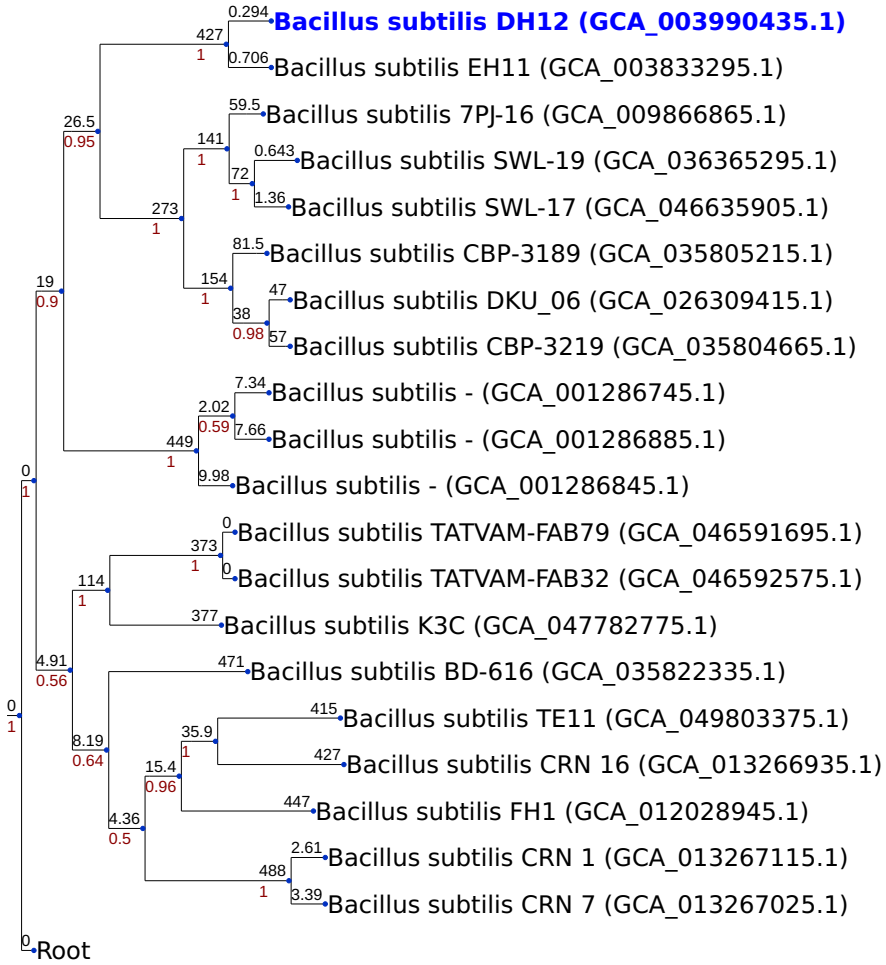 0.294
Bacillus subtilis DH12 (GCA_003990435.1)
427
1
0.706
Bacillus subtilis EH11 (GCA_003833295.1)
59.5
Bacillus subtilis 7PJ-16 (GCA_009866865.1)
26.5
0.95
141
1
0.643
Bacillus subtilis SWL-19 (GCA_036365295.1)
72
1
1.36
Bacillus subtilis SWL-17 (GCA_046635905.1)
273
1
81.5
Bacillus subtilis CBP-3189 (GCA_035805215.1)
154
1
47
Bacillus subtilis DKU_06 (GCA_026309415.1)
19
0.9
38
0.98
57
Bacillus subtilis CBP-3219 (GCA_035804665.1)
7.34
Bacillus subtilis - (GCA_001286745.1)
2.02
0.59
7.66
Bacillus subtilis - (GCA_001286885.1)
449
1
9.98
Bacillus subtilis - (GCA_001286845.1)
0
1
0
Bacillus subtilis TATVAM-FAB79 (GCA_046591695.1)
373
1
0
Bacillus subtilis TATVAM-FAB32 (GCA_046592575.1)
114
1
377
Bacillus subtilis K3C (GCA_047782775.1)
4.91
0.56
471
Bacillus subtilis BD-616 (GCA_035822335.1)
0
1
415
Bacillus subtilis TE11 (GCA_049803375.1)
8.19
0.64
35.9
1
427
Bacillus subtilis CRN 16 (GCA_013266935.1)
15.4
0.96
447
Bacillus subtilis FH1 (GCA_012028945.1)
4.36
0.5
2.61
Bacillus subtilis CRN 1 (GCA_013267115.1)
488
1
3.39
Bacillus subtilis CRN 7 (GCA_013267025.1)
0
Root